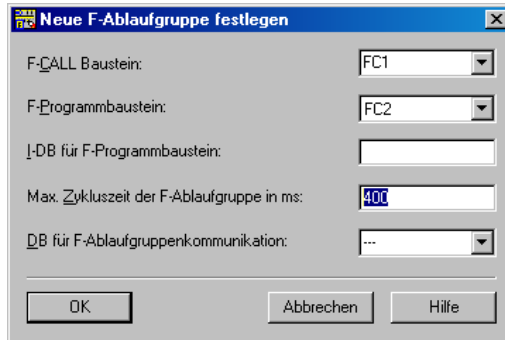 Neue F-Ablaufgruppe festlegen
F-CALL Baustein: FC1
F-Programmbaustein: FC2
I-DB für F-Programmbaustein:
Max. Zykluszeit der F-Ablaufgruppe in ms: 400
DB für F-Ablaufgruppenkommunikation: ---
OK Abbrechen Hilfe